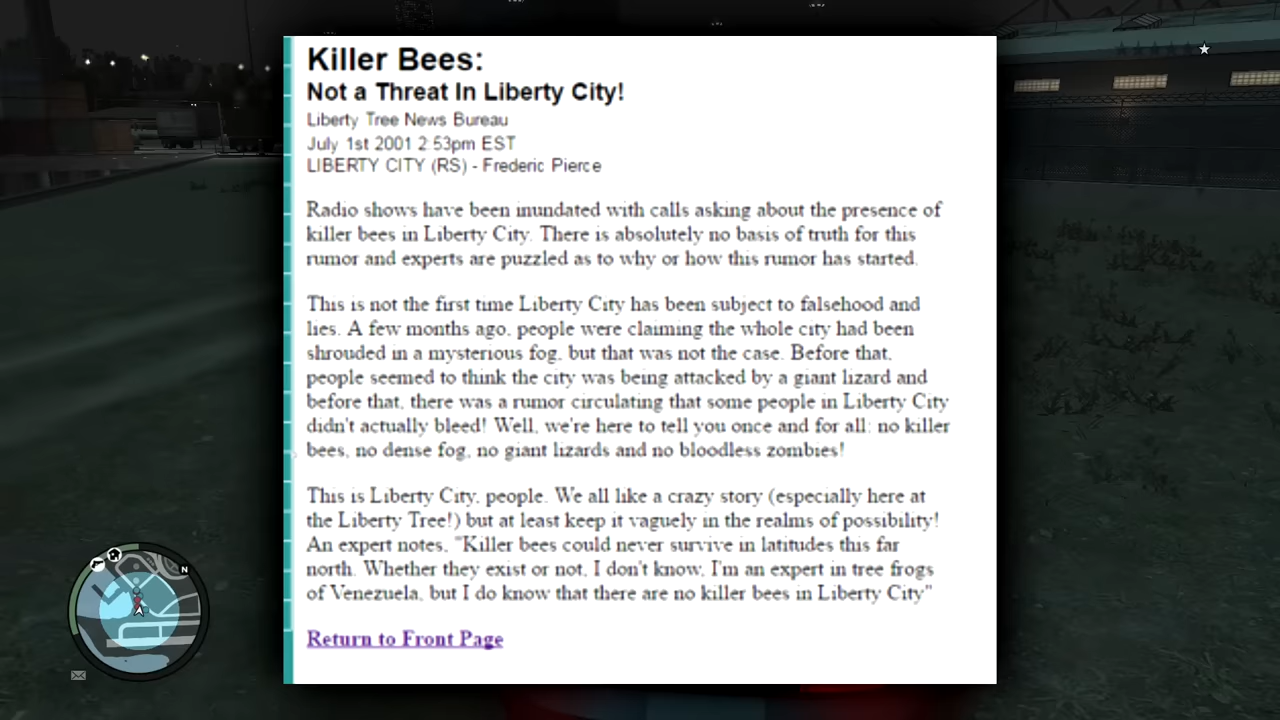 Killer Bees:
Not a Threat In Liberty City!
Liberty Tree News Bureau
July 1st 2001 2:53pm EST
LIBERTY CITY (RS) - Frederic Pierce
Radio shows have been inundated with calls asking about the presence of
killer bees in Liberty City. There is absolutely no basis of truth for this
rumor and experts are puzzled as to why or how this rumor has started.
This is not the first time Liberty City has been subject to falsehood and
lies. A few months ago, people were claiming the whole city had been
shrouded in a mysterious fog, but that was not the case. Before that,
people seemed to think the city was being attacked by a giant lizard and
before that, there was a rumor circulating that some people in Liberty City
didn't actually bleed! Well, we're here to tell you once and for all: no killer
bees, no dense fog, no giant lizards and no bloodless zombies!
This is Liberty City, people. We all like a crazy story (especially here at
the Liberty Tree!) but at least keep it vaguely in the realms of possibility!
An expert notes, "Killer bees could never survive in latitudes this far
north. Whether they exist or not, I don't know, I'm an expert in tree frogs
of Venezuela, but I do know that there are no killer bees in Liberty City"
Return to Front Page
N